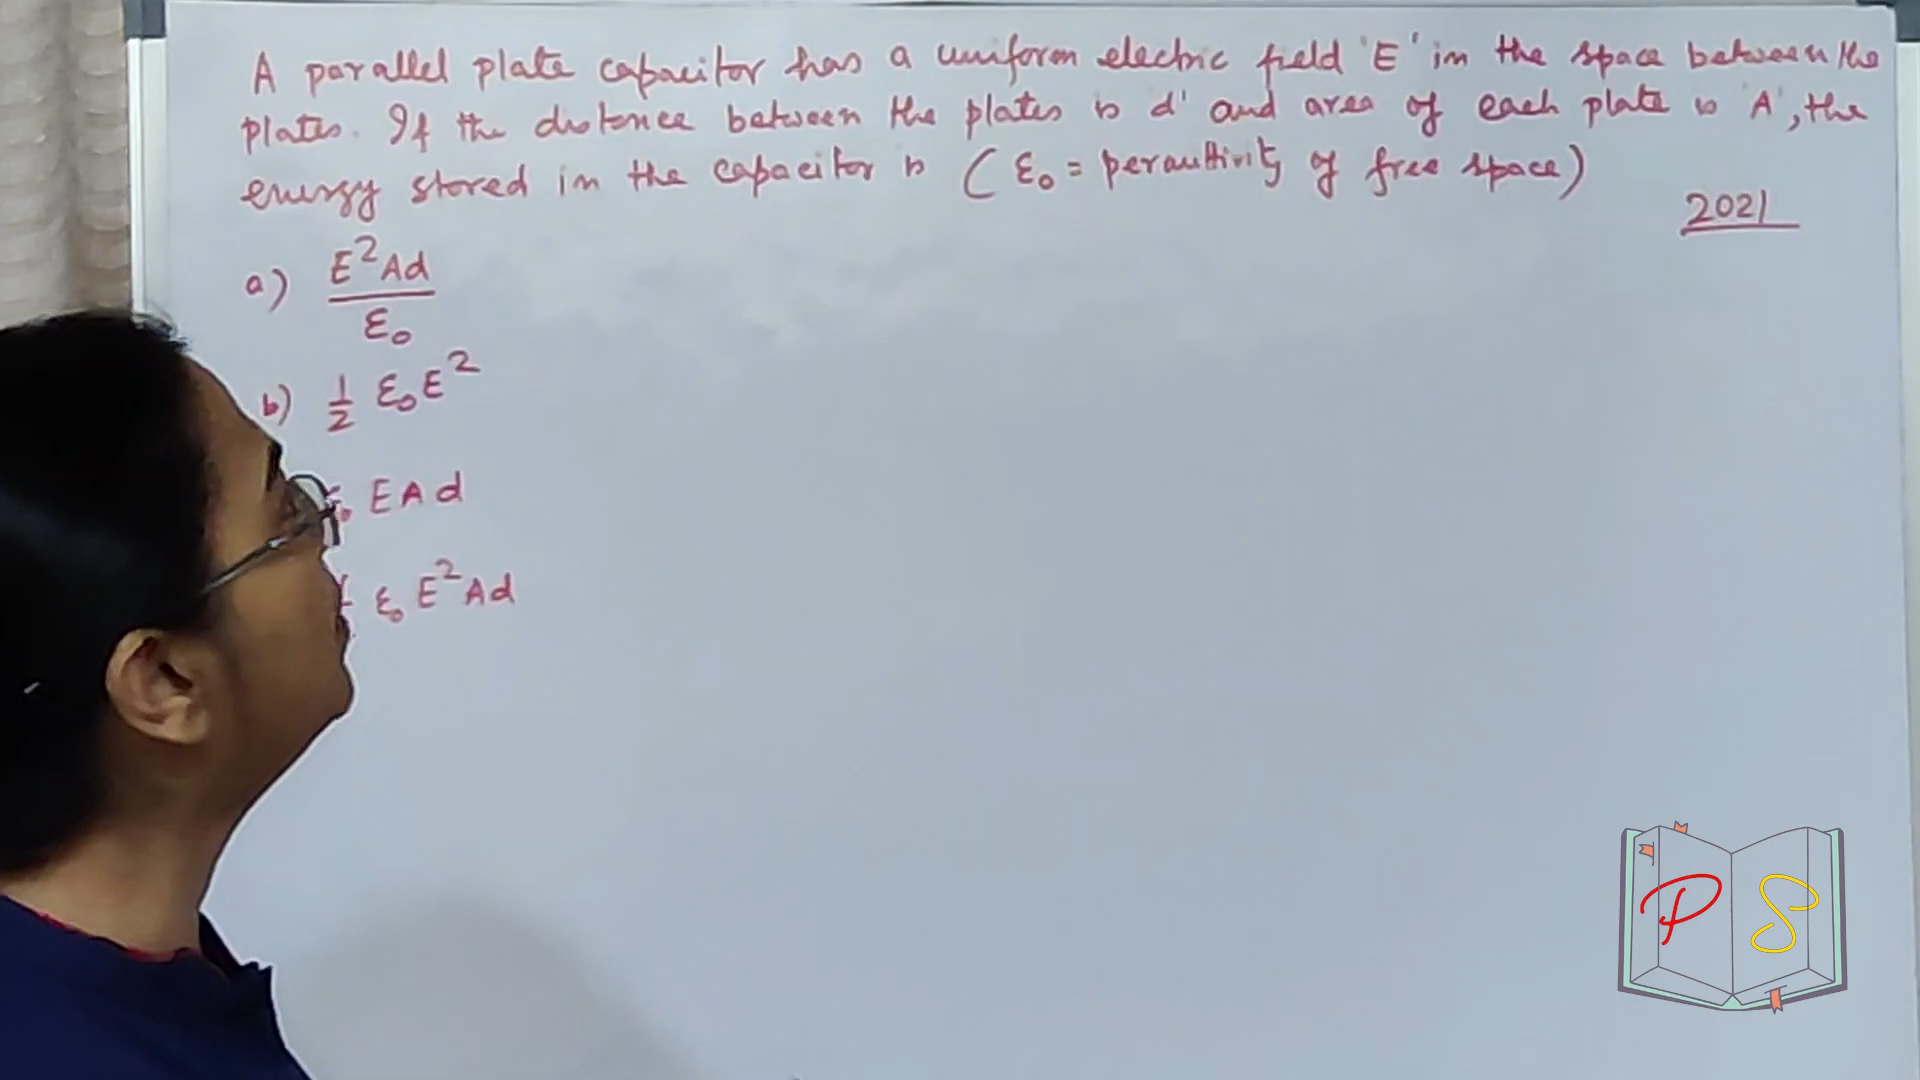 A parallel plate capacitor has a uniform electric field 'E' in the space between the
plates. If the distance between the plates is d' and area of each plate is 'A', the
energy stored in the capacitor is (ε₀ = permittivity of free space)
2021
a) E²Ad / ε₀
b) 1/2 ε₀E²
EAd
ε₀ E²Ad
P S